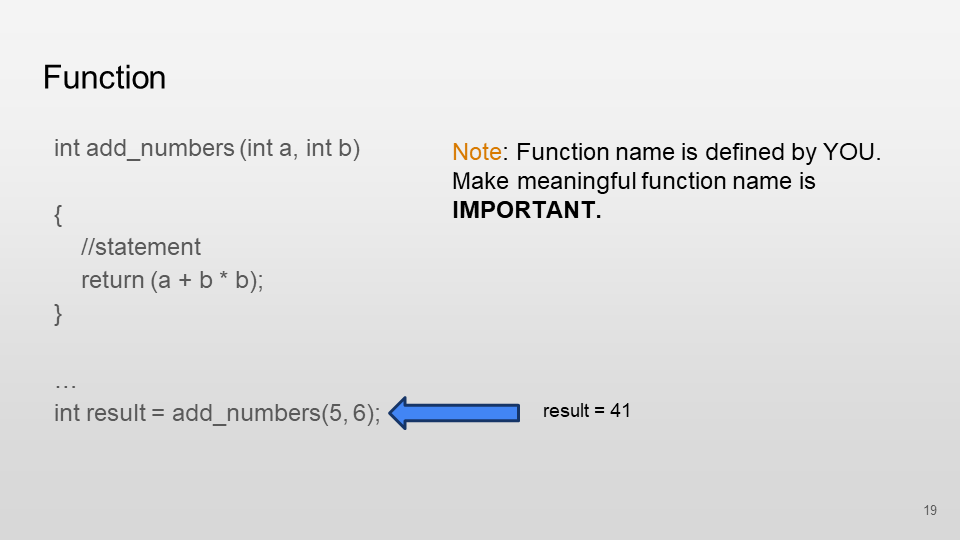 Function
int add_numbers (int a, int b)
{
//statement
return (a + b * b);
}
…
int result = add_numbers(5, 6);
Note: Function name is defined by YOU.
Make meaningful function name is
IMPORTANT.
result = 41
19